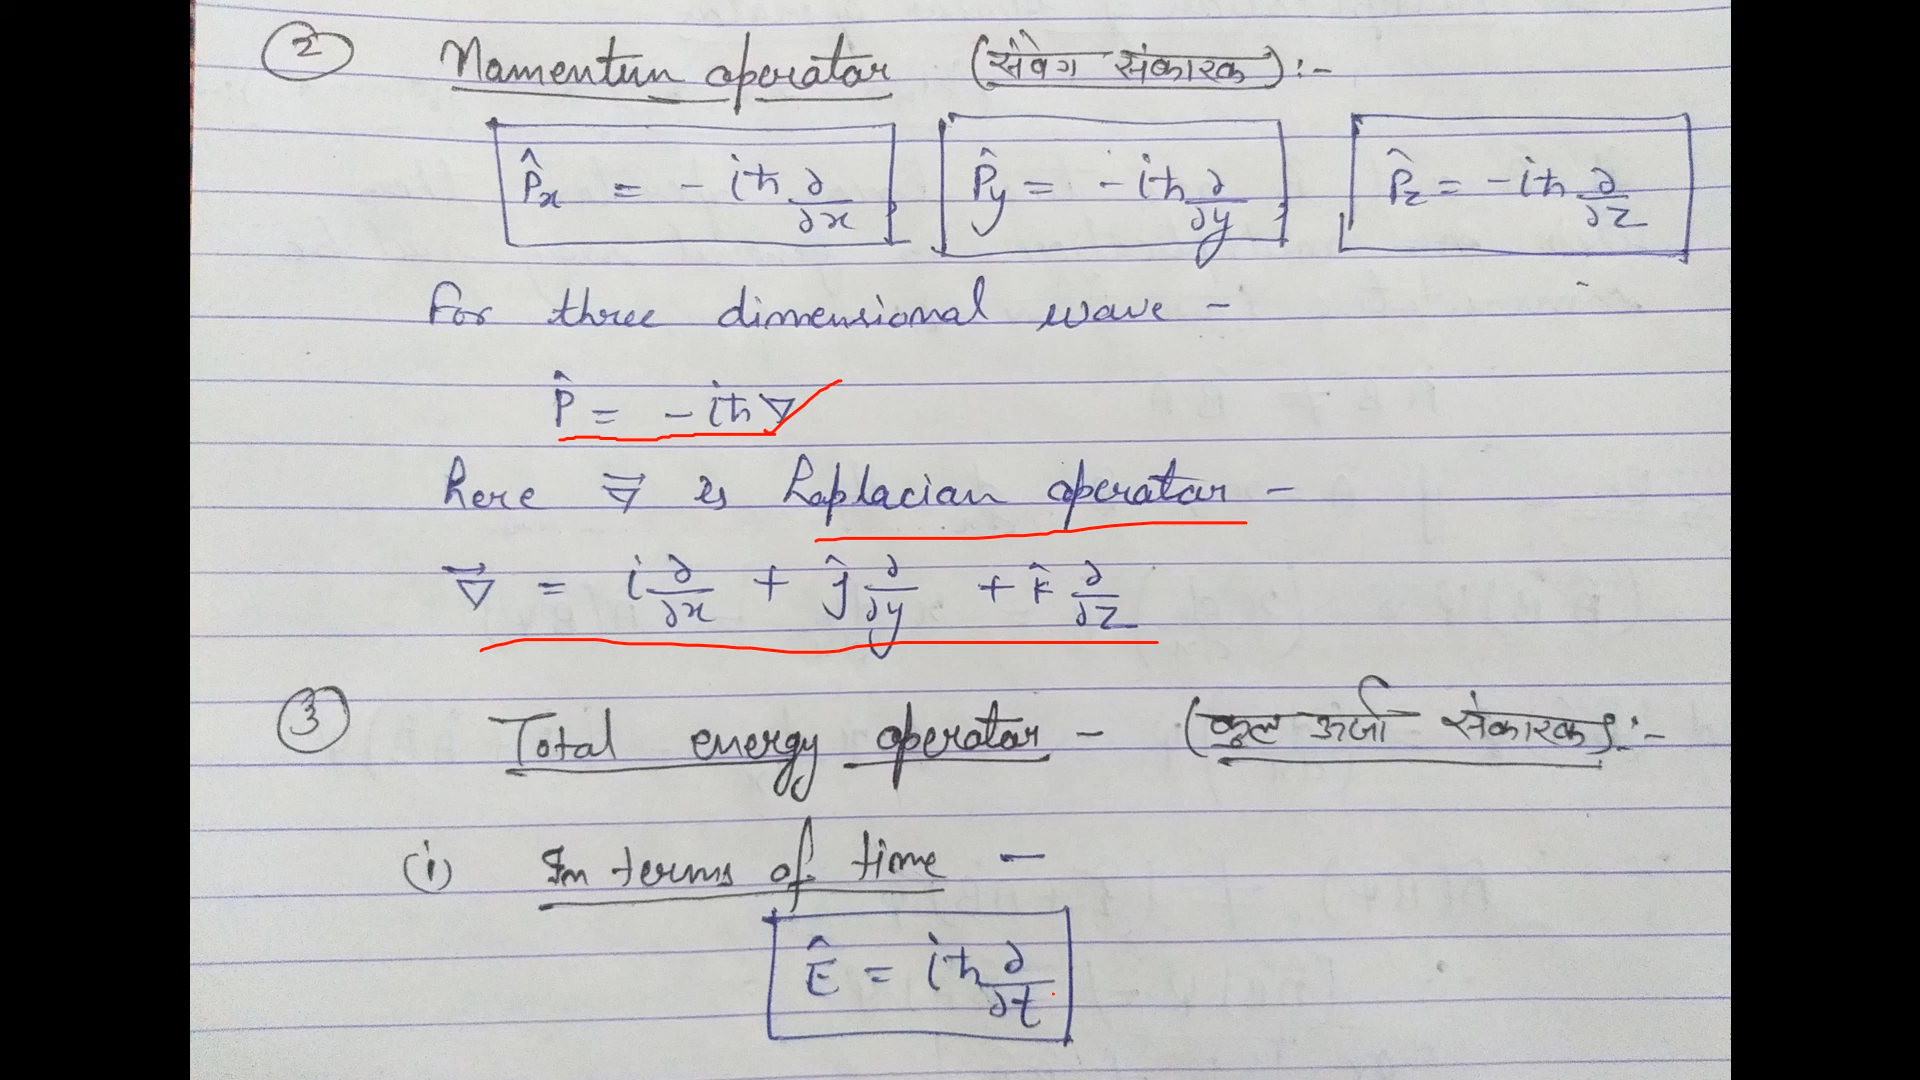 ② Momentum operator (संवेग संकारक) :-
P̂x = -iħ ∂/∂x   P̂y = -iħ ∂/∂y   P̂z = -iħ ∂/∂z
for three dimensional wave -
P̂ = -iħ∇
here ∇⃗ is Laplacian operator -
∇⃗ = i ∂/∂x + ĵ ∂/∂y + k̂ ∂/∂z
③ Total energy operator - (कुल ऊर्जा संकारक) :-
(i) In terms of time -
Ê = iħ ∂/∂t